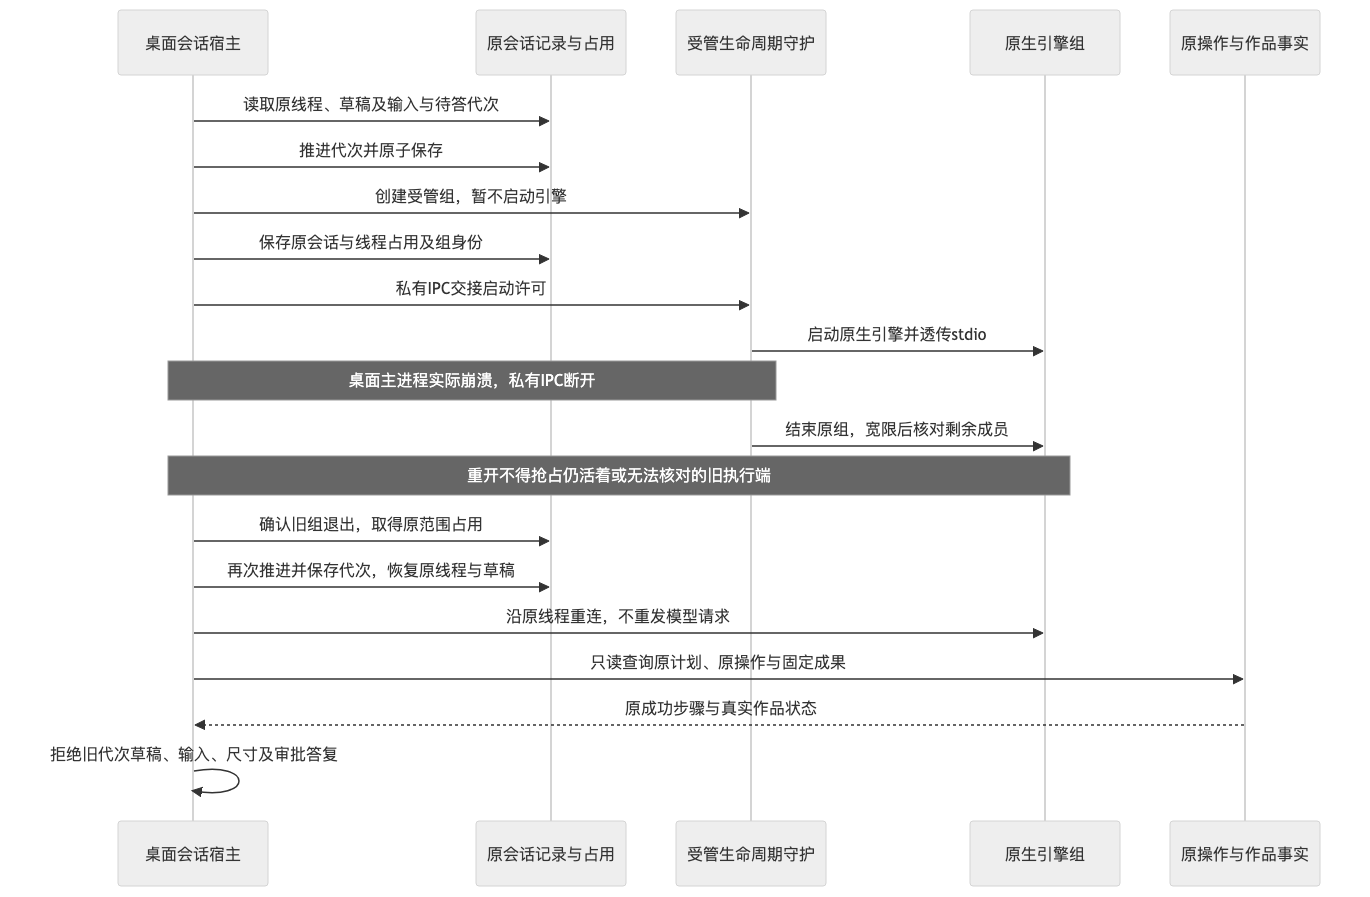 桌面会话宿主
原会话记录与占用
受管生命周期守护
原生引擎组
原操作与作品事实
读取原线程、草稿及输入与待答代次
推进代次并原子保存
创建受管组，暂不启动引擎
保存原会话与线程占用及组身份
私有IPC交接启动许可
启动原生引擎并透传stdio
桌面主进程实际崩溃，私有IPC断开
结束原组，宽限后核对剩余成员
重开不得抢占仍活着或无法核对的旧执行端
确认旧组退出，取得原范围占用
再次推进并保存代次，恢复原线程与草稿
沿原线程重连，不重发模型请求
只读查询原计划、原操作与固定成果
原成功步骤与真实作品状态
拒绝旧代次草稿、输入、尺寸及审批答复
桌面会话宿主
原会话记录与占用
受管生命周期守护
原生引擎组
原操作与作品事实